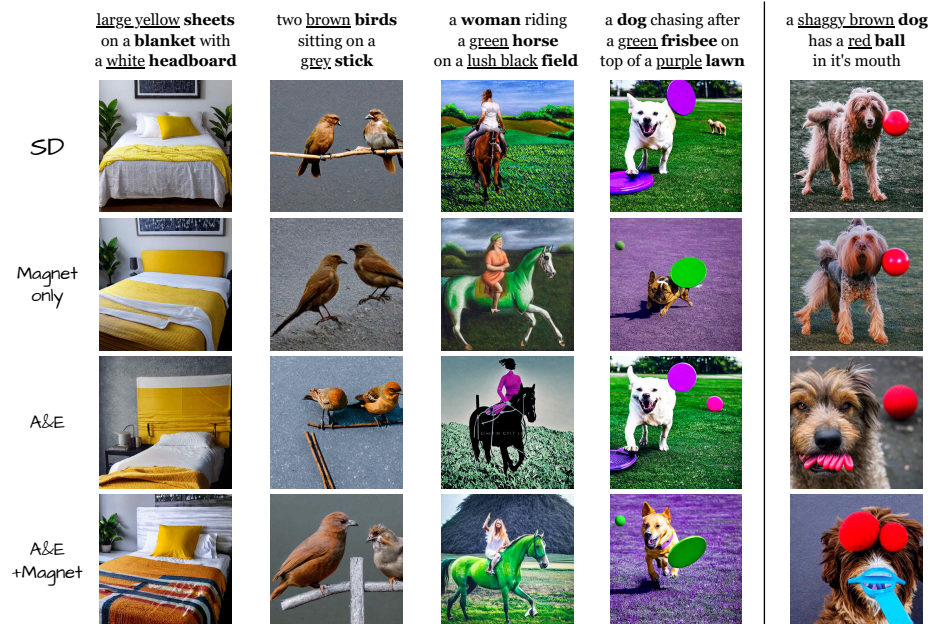 large yellow sheets
on a blanket with
a white headboard
two brown birds
sitting on a
grey stick
a woman riding
a green horse
on a lush black field
a dog chasing after
a green frisbee on
top of a purple lawn
a shaggy brown dog
has a red ball
in it's mouth
SD
Magnet
only
A&E
A&E
+Magnet